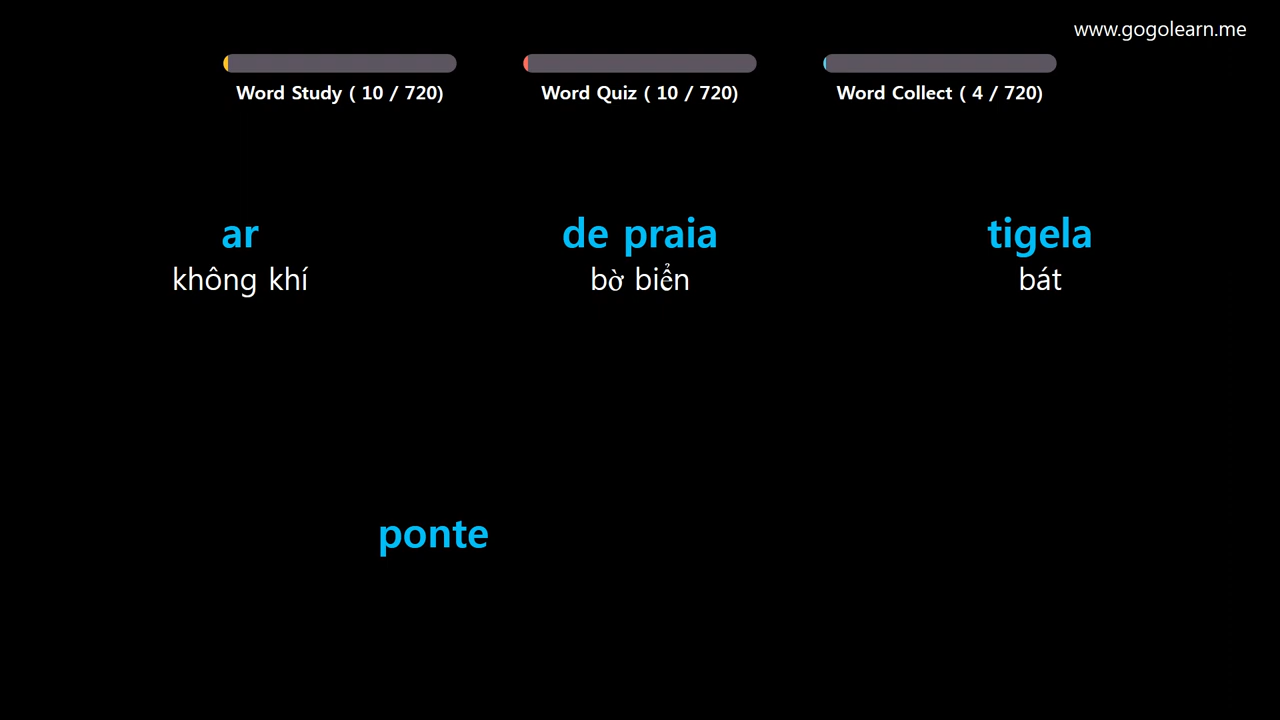 www.gogolearn.me
Word Study ( 10 / 720)
Word Quiz ( 10 / 720)
Word Collect ( 4 / 720)
ar
không khí
de praia
bờ biển
tigela
bát
ponte